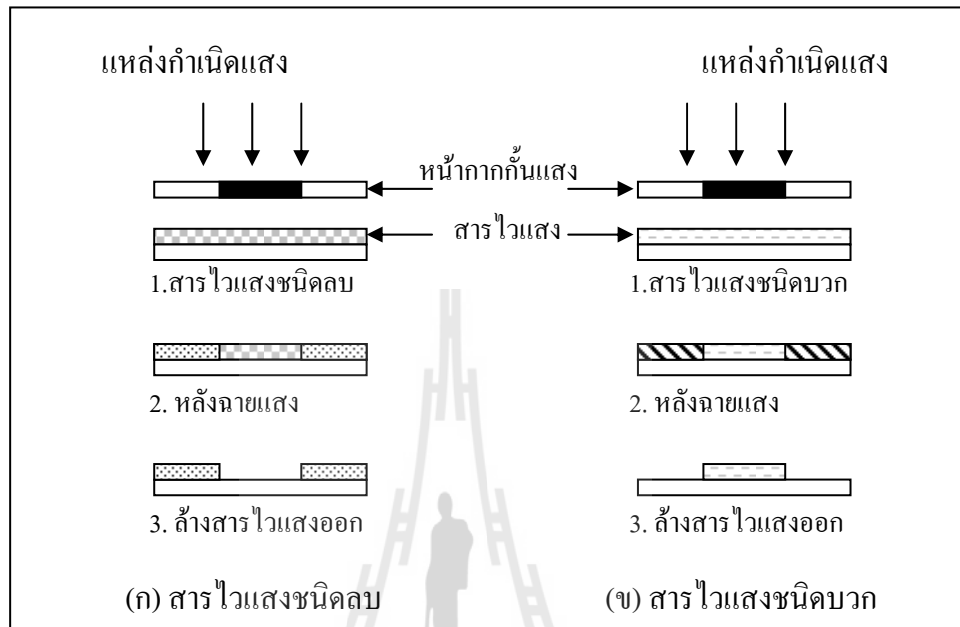 แหล่งกำเนิดแสง
แหล่งกำเนิดแสง
หน้ากากกั้นแสง
สารไวแสง
1.สารไวแสงชนิดลบ
1.สารไวแสงชนิดบวก
2. หลังฉายแสง
2. หลังฉายแสง
3. ล้างสารไวแสงออก
3. ล้างสารไวแสงออก
(ก) สารไวแสงชนิดลบ
(ข) สารไวแสงชนิดบวก